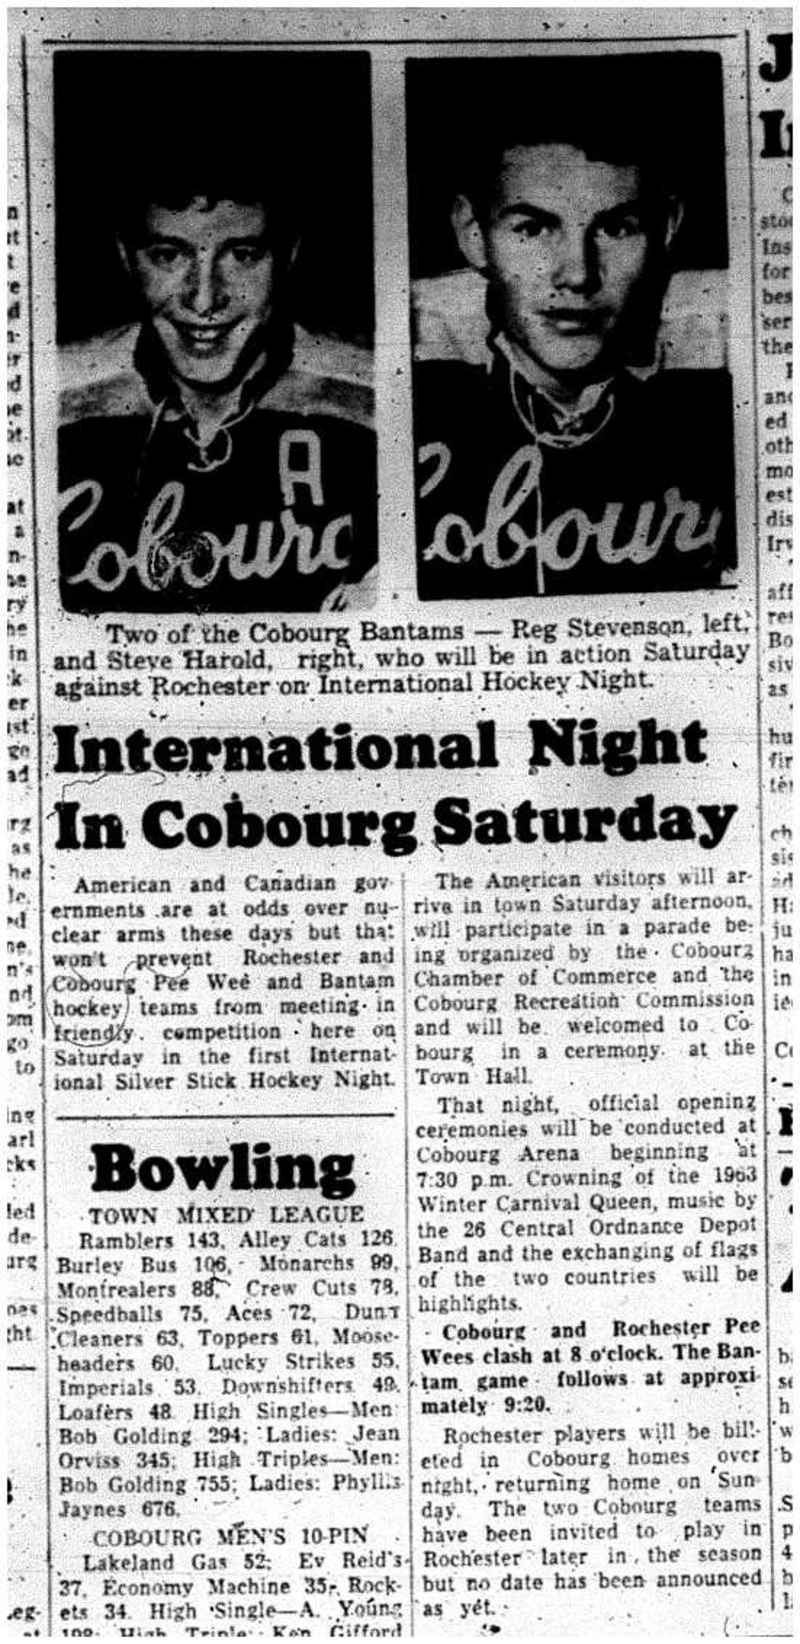 A
Cobourg
Cobourg
Two of the Cobourg Bantams — Reg Stevenson, left,
and Steve Harold, right, who will be in action Saturday
against Rochester on International Hockey Night.
International Night
In Cobourg Saturday
American and Canadian gov-
ernments are at odds over nu-
clear arms these days but that
won't prevent Rochester and
Cobourg Pee Wee and Bantam
hockey teams from meeting in
friendly competition here on
Saturday in the first Internat-
ional Silver Stick Hockey Night.
The American visitors will ar-
rive in town Saturday afternoon,
will participate in a parade be-
ing organized by the Cobourg
Chamber of Commerce and the
Cobourg Recreation Commission
and will be welcomed to Co-
bourg in a ceremony at the
Town Hall.
That night, official opening
ceremonies will be conducted at
Cobourg Arena beginning at
7:30 p.m. Crowning of the 1963
Winter Carnival Queen, music by
the 26 Central Ordnance Depot
Band and the exchanging of flags
of the two countries will be
highlights.
Cobourg and Rochester Pee
Wees clash at 8 o'clock. The Ban-
tam game follows at approxi-
mately 9:20.
Rochester players will be bill-
eted in Cobourg homes over
night, returning home on Sun-
day. The two Cobourg teams
have been invited to play in
Rochester later in the season
but no date has been announced
as yet.
Bowling
TOWN MIXED LEAGUE
Ramblers 143, Alley Cats 126,
Burley Bus 106, Monarchs 99,
Montrealers 88, Crew Cuts 78,
Speedballs 75, Aces 72, Dunn
Cleaners 63, Toppers 61, Moose-
headers 60, Lucky Strikes 55,
Imperials 53, Downshifters 49,
Loafers 48. High Singles—Men:
Bob Golding 294; Ladies: Jean
Orviss 345; High Triples—Men:
Bob Golding 755; Ladies: Phyllis
Jaynes 676.
COBOURG MEN'S 10-PIN
Lakeland Gas 52; Ev Reid's
37, Economy Machine 35, Rock-
ets 34. High Single—A. Young
High Triple: Ken Gifford